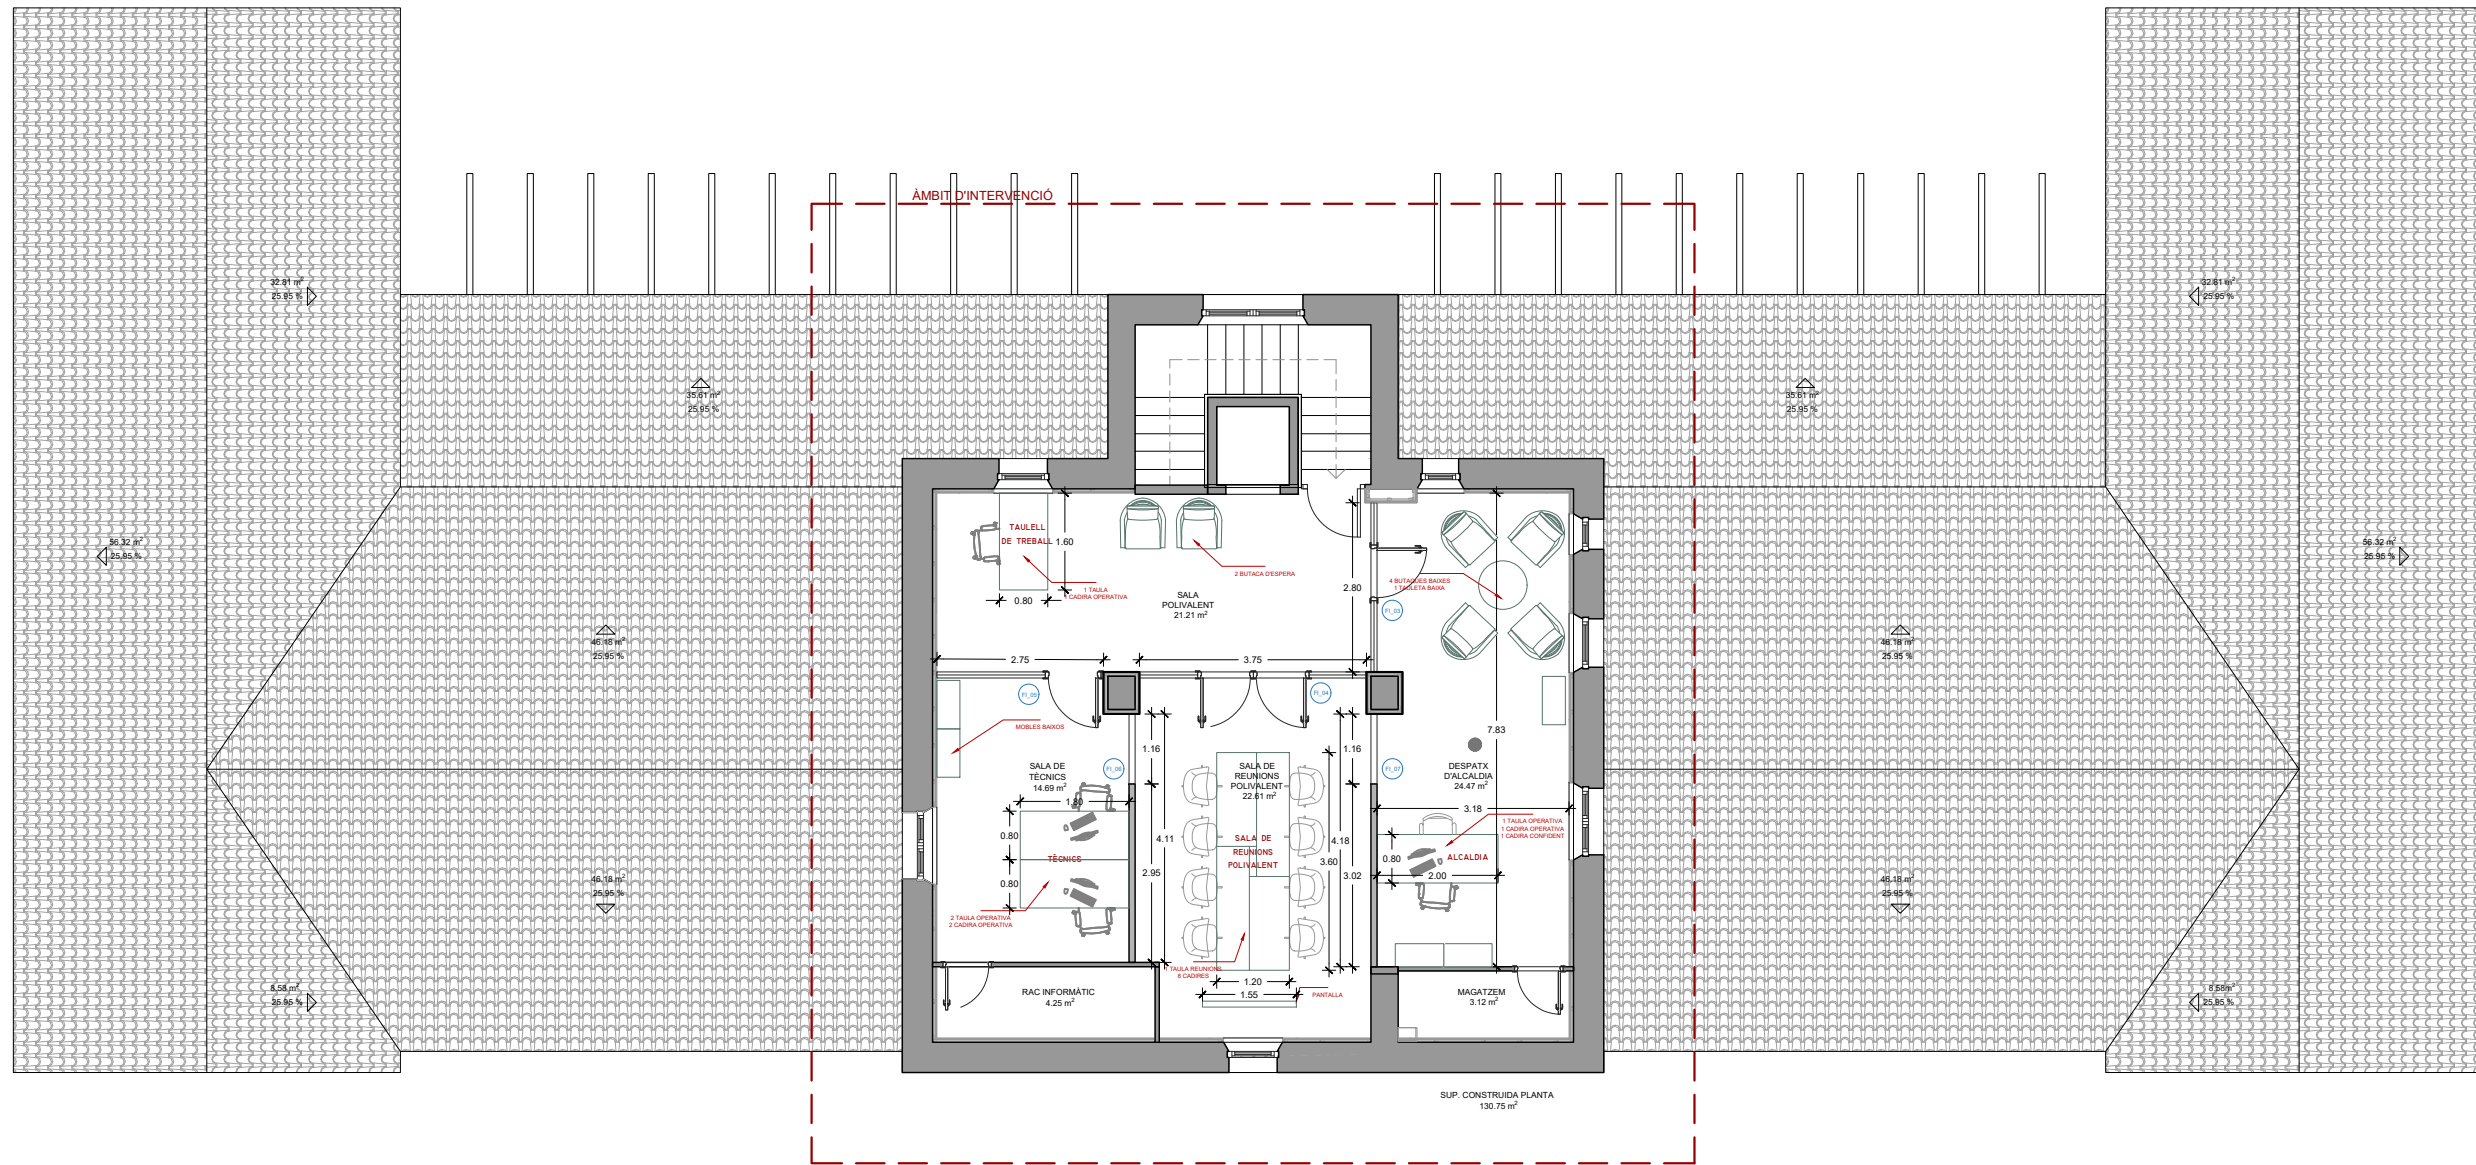 ÀMBIT D'INTERVENCIÓ
32.81 m²
25.95 %
32.81 m²
25.95 %
35.61 m²
25.95 %
35.61 m²
25.95 %
56.32 m²
25.95 %
56.32 m²
25.95 %
TAULELL
DE TREBALL
1.60
0.80
1 TAULA
1 CADIRA OPERATIVA
2 BUTACA D'ESPERA
SALA
POLIVALENT
21.21 m²
2.80
4 BUTAQUES BAIXES
1 TAULETA BAIXA
FI_03
46.18 m²
25.95 %
46.18 m²
25.95 %
2.75
3.75
FI_05
FI_04
MOBLES BAIXOS
7.83
1.16
1.16
SALA DE
TÈCNICS
14.69 m²
FI_06
SALA DE
REUNIONS
POLIVALENT
22.61 m²
FI_07
DESPATX
D'ALCALDIA
24.47 m²
1.80
3.18
0.80
0.80
TÈCNICS
4.11
2.95
SALA DE
REUNIONS
POLIVALENT
4.18
3.60
3.02
1 TAULA OPERATIVA
1 CADIRA OPERATIVA
1 CADIRA CONFIDENT
0.80
ALCALDIA
2.00
46.18 m²
25.95 %
46.18 m²
25.95 %
2 TAULA OPERATIVA
2 CADIRA OPERATIVA
1 TAULA REUNIONS
8 CADIRES
1.20
1.55
PANTALLA
RAC INFORMÀTIC
4.25 m²
MAGATZEM
3.12 m²
8.58 m²
25.95 %
8.58m²
25.95 %
SUP. CONSTRUIDA PLANTA
130.75 m²